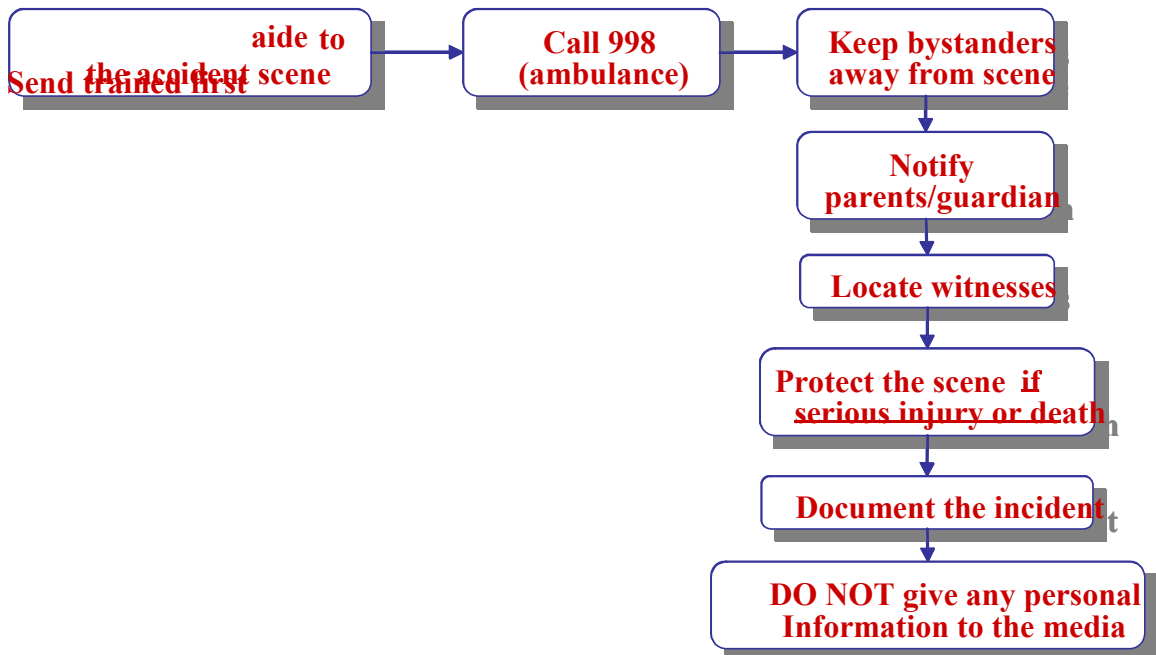 Send trained first
aide to
the accident scene
Call 998
(ambulance)
Keep bystanders
away from scene
Notify
parents/guardian
Locate witnesses
Protect the scene if
serious injury or death
Document the incident
DO NOT give any personal
Information to the media